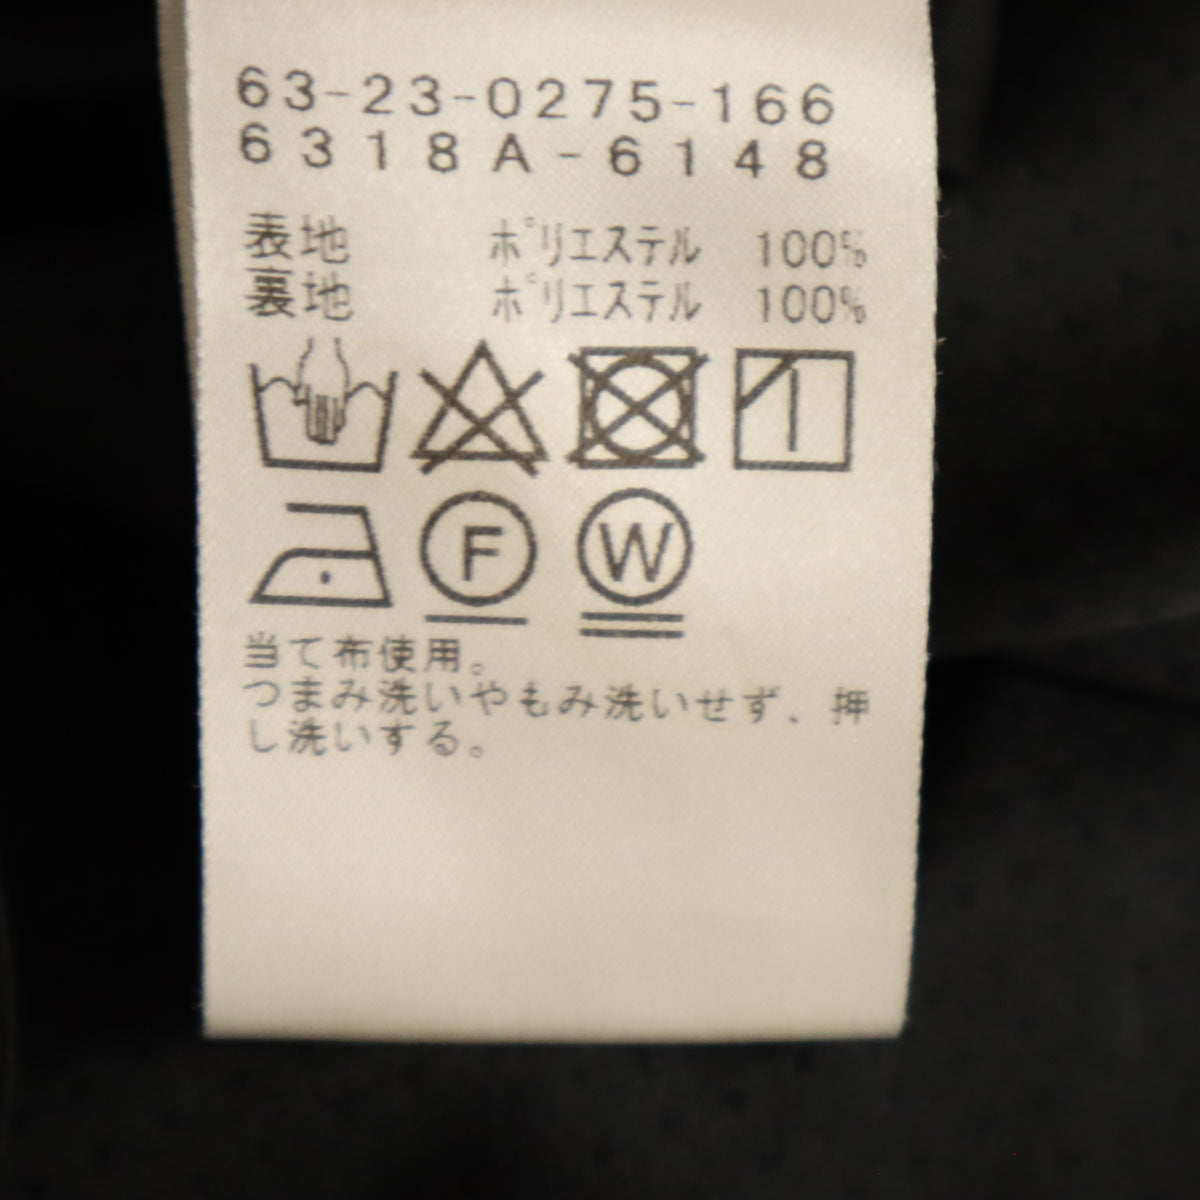 63-23-0275-166
6318A-6148
表地 ポリエステル 100%
裏地 ポリエステル 100%
F W
当て布使用。
つまみ洗いやもみ洗いせず、押
し洗いする。